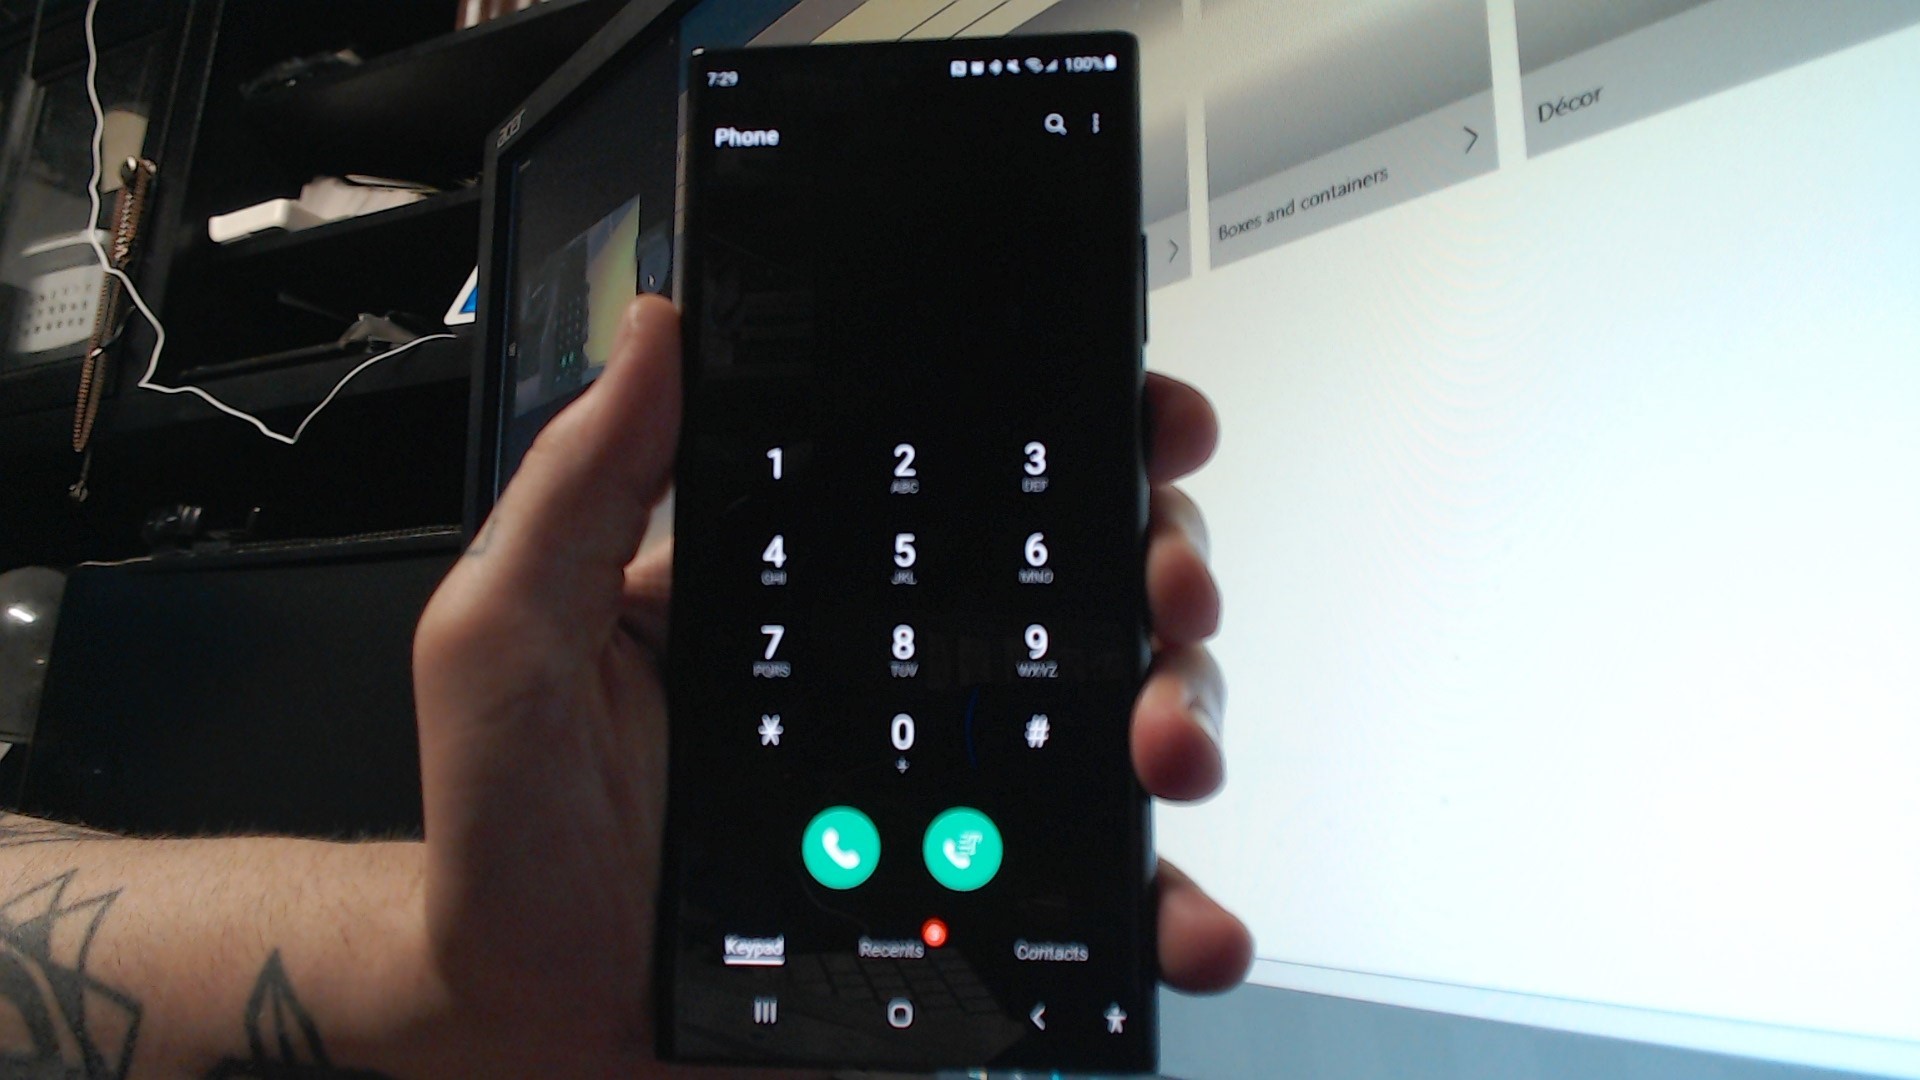 acer
7:29
100%
Phone
Décor
Boxes and containers
1
2
ABC
3
DEF
4
GHI
5
JKL
6
MNO
7
PQRS
8
TUV
9
WXYZ
*
0
+
#
Keypad
Recents
Contacts